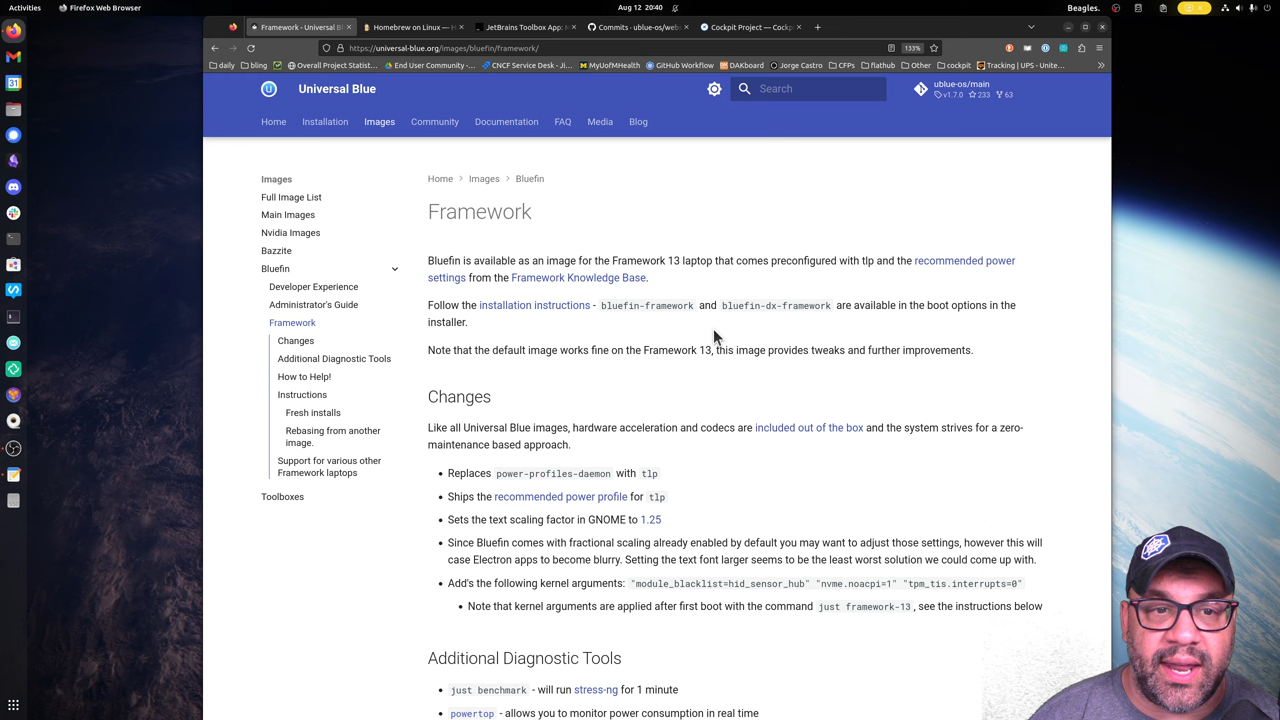 Activities
Firefox Web Browser
Aug 12 20:40
Beagles.
Framework - Universal Bl
Homebrew on Linux — H
JetBrains Toolbox App:
Commits · ublue-os/web
Cockpit Project — Cockp
https://universal-blue.org/images/bluefin/framework/
133%
daily
bling
Overall Project Statist...
End User Community -...
CNCF Service Desk - Ji...
MyUofMHealth
GitHub Workflow
DAKboard
Jorge Castro
CFPs
flathub
Other
cockpit
Tracking | UPS - Unite...
Universal Blue
Search
ublue-os/main
v1.7.0
233
63
Home
Installation
Images
Community
Documentation
FAQ
Media
Blog
Images
Full Image List
Main Images
Nvidia Images
Bazzite
Bluefin
Developer Experience
Administrator's Guide
Framework
Changes
Additional Diagnostic Tools
How to Help!
Instructions
Fresh installs
Rebasing from another
image.
Support for various other
Framework laptops
Toolboxes
Home > Images > Bluefin
Framework
Bluefin is available as an image for the Framework 13 laptop that comes preconfigured with tlp and the recommended power
settings from the Framework Knowledge Base.
Follow the installation instructions - bluefin-framework and bluefin-dx-framework are available in the boot options in the
installer.
Note that the default image works fine on the Framework 13, this image provides tweaks and further improvements.
Changes
Like all Universal Blue images, hardware acceleration and codecs are included out of the box and the system strives for a zero-
maintenance based approach.
• Replaces power-profiles-daemon with tlp
• Ships the recommended power profile for tlp
• Sets the text scaling factor in GNOME to 1.25
• Since Bluefin comes with fractional scaling already enabled by default you may want to adjust those settings, however this will
case Electron apps to become blurry. Setting the text font larger seems to be the least worst solution we could come up with.
• Add's the following kernel arguments: "module_blacklist=hid_sensor_hub" "nvme.noacpi=1" "tpm_tis.interrupts=0"
• Note that kernel arguments are applied after first boot with the command just framework-13, see the instructions below
Additional Diagnostic Tools
• just benchmark - will run stress-ng for 1 minute
• powertop - allows you to monitor power consumption in real time